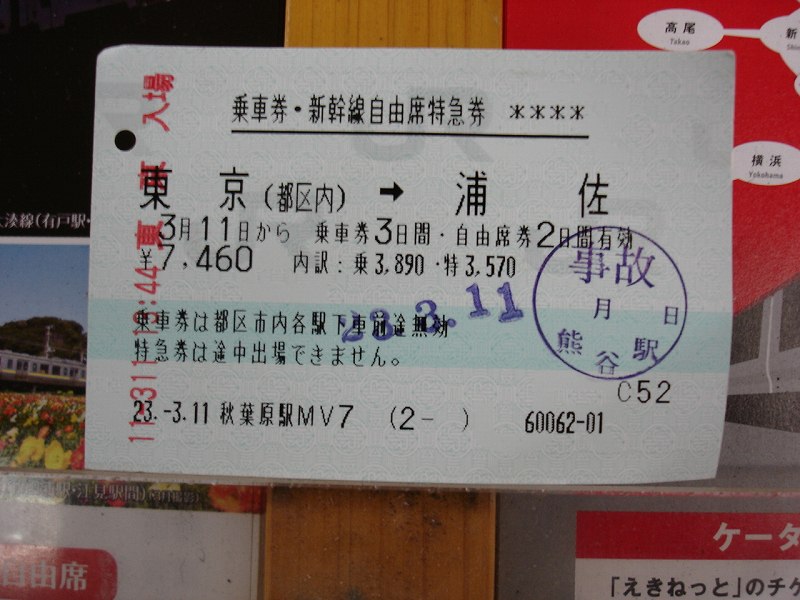 高尾
Takao
新
横浜
Yokohama
乗車券・新幹線自由席特急券 ****
東京(都区内) → 浦佐
3月11日から 乗車券3日間・自由席券2日間有効
¥7,460 内訳:乗3,890・特3,570
乗車券は都区市内各駅下車前途無効
特急券は途中出場できません。
23.-3.11 秋葉原駅MV7 (2- ) 60062-01
C52
23.3.11
事故
月 日
熊谷駅
東京 入場
自由席
ケータ
「えきねっと」のチケ